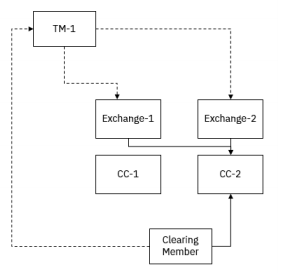 TM-1
Exchange-1
Exchange-2
CC-1
CC-2
Clearing
Member